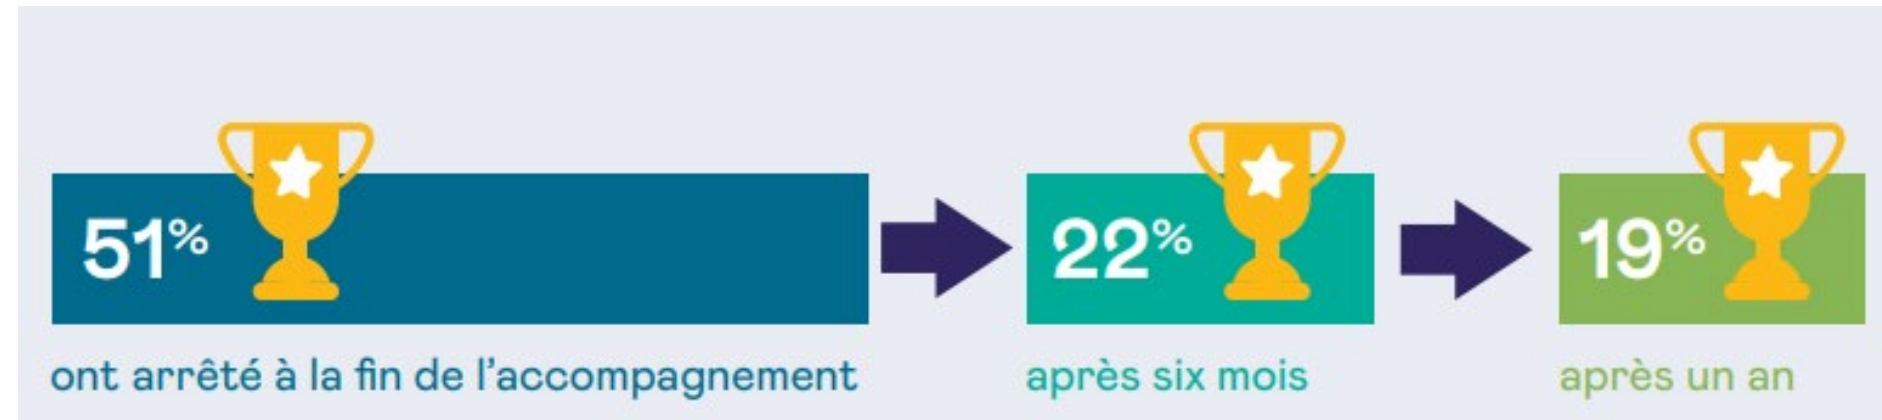 51%
22%
19%
ont arrêté à la fin de l'accompagnement
après six mois
après un an